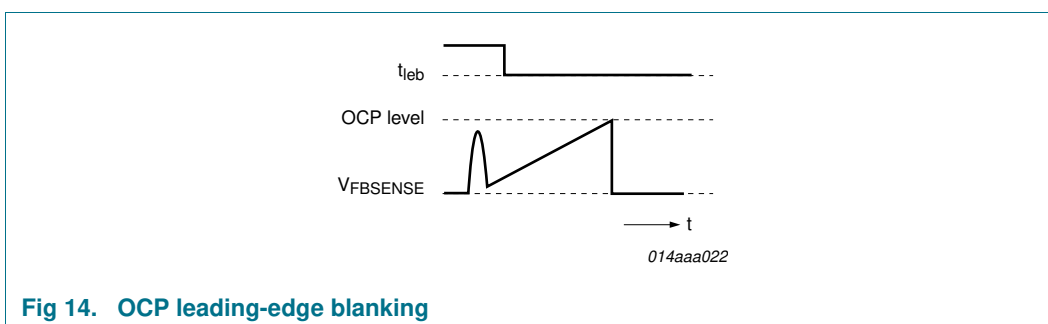 tleb
OCP level
VFBSENSE
t
014aaa022
Fig 14. OCP leading-edge blanking